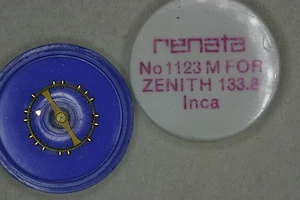 renata
No 1123 M FOR
ZENITH 133.8
Inca